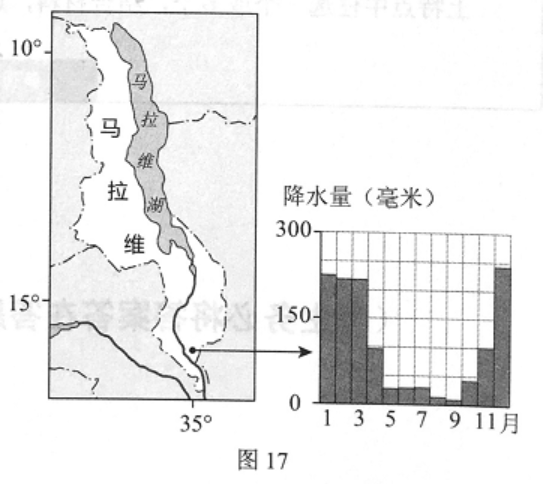 10°
15°
35°
马
拉
维
湖
马
拉
维
降水量（毫米）
300
150
0
1 3 5 7 9 11月
图 17